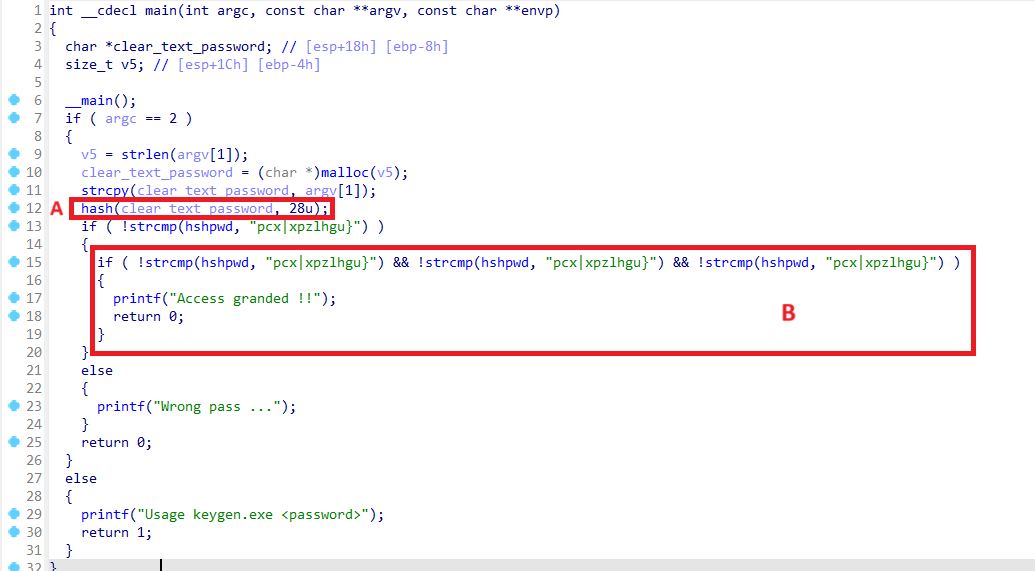 1 int __cdecl main(int argc, const char **argv, const char **envp)
2 {
3 char *clear_text_password; // [esp+18h] [ebp-8h]
4 size_t v5; // [esp+1Ch] [ebp-4h]
5
6 __main();
7 if ( argc == 2 )
8 {
9 v5 = strlen(argv[1]);
10 clear_text_password = (char *)malloc(v5);
11 strcpy(clear_text_password, argv[1]);
12 A hash(clear_text_password, 28u);
13 if ( !strcmp(hshpwd, "pcx|xpzlhgu}") )
14 {
15 if ( !strcmp(hshpwd, "pcx|xpzlhgu}") && !strcmp(hshpwd, "pcx|xpzlhgu}") && !strcmp(hshpwd, "pcx|xpzlhgu}") )
16 {
17 printf("Access granded !!");
18 return 0; B
19 }
20 }
21 else
22 {
23 printf("Wrong pass ...");
24 }
25 return 0;
26 }
27 else
28 {
29 printf("Usage keygen.exe <password>");
30 return 1;
31 }
32 }